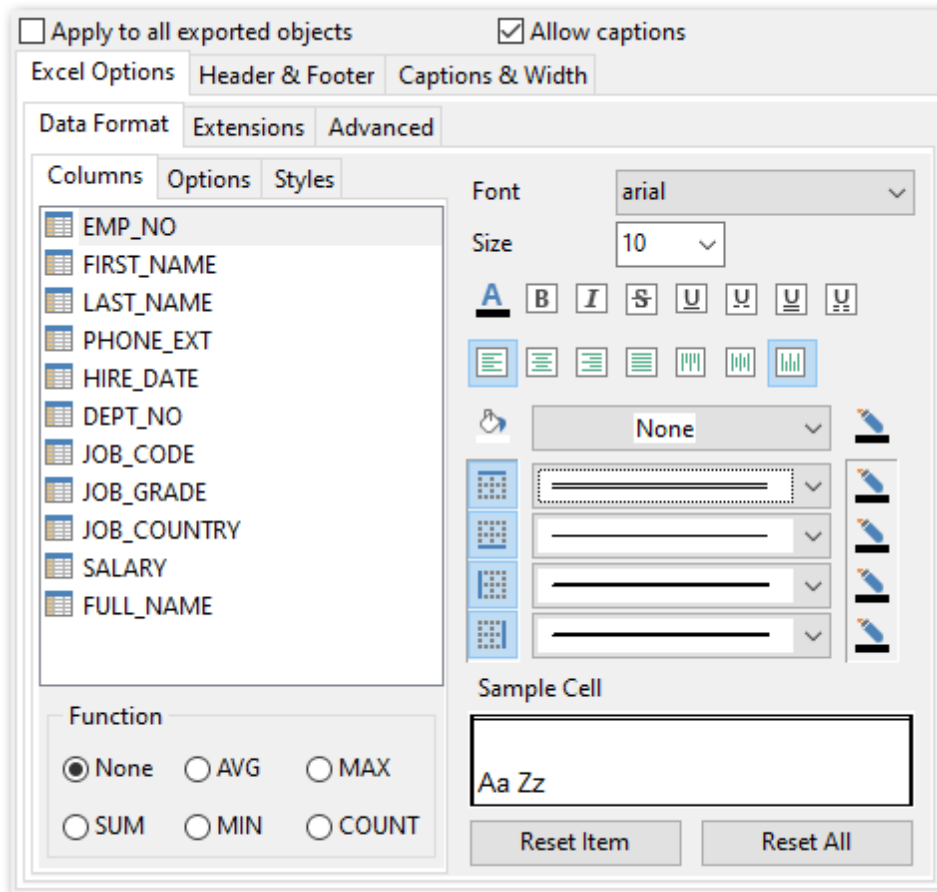 Apply to all exported objects Allow captions
Excel Options Header & Footer Captions & Width
Data Format Extensions Advanced
Columns Options Styles
EMP_NO
FIRST_NAME
LAST_NAME
PHONE_EXT
HIRE_DATE
DEPT_NO
JOB_CODE
JOB_GRADE
JOB_COUNTRY
SALARY
FULL_NAME
Function
None AVG MAX
SUM MIN COUNT
Font arial
Size 10
A B I S U U U U
None
Sample Cell
Aa Zz
Reset Item Reset All